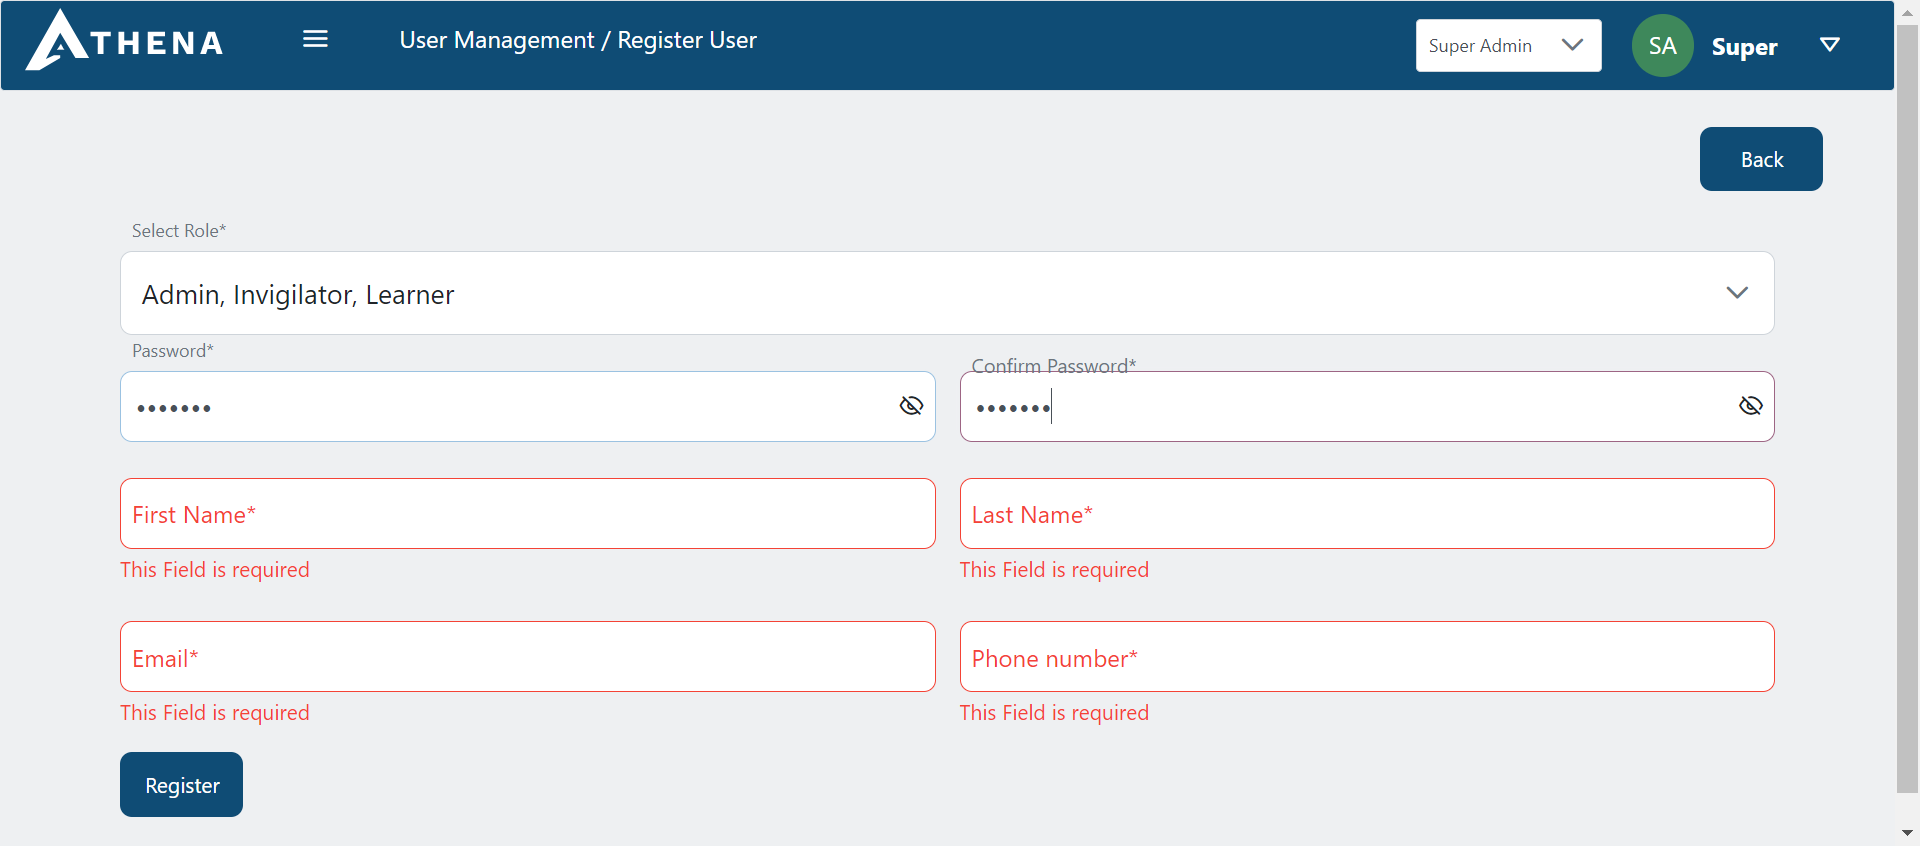 ATHENA
User Management / Register User
Super Admin
SA
Super
Back
Select Role*
Admin, Invigilator, Learner
Password*
Confirm Password*
•••••••
•••••••
First Name*
Last Name*
This Field is required
This Field is required
Email*
Phone number*
This Field is required
This Field is required
Register